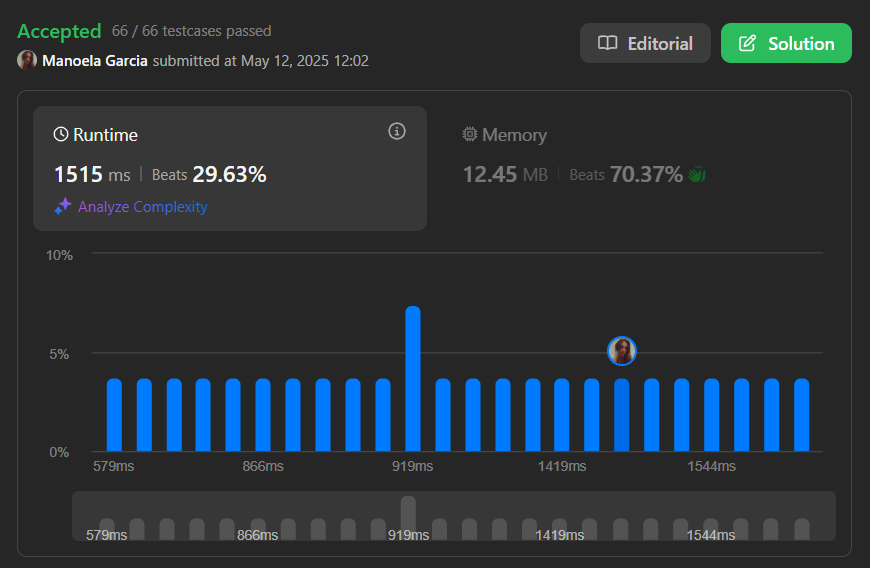 Accepted 66 / 66 testcases passed
Manoela Garcia submitted at May 12, 2025 12:02
Editorial
Solution
Runtime
1515 ms | Beats 29.63%
Analyze Complexity
Memory
12.45 MB | Beats 70.37%
10%
5%
0%
579ms 866ms 919ms 1419ms 1544ms
579ms 866ms 919ms 1419ms 1544ms